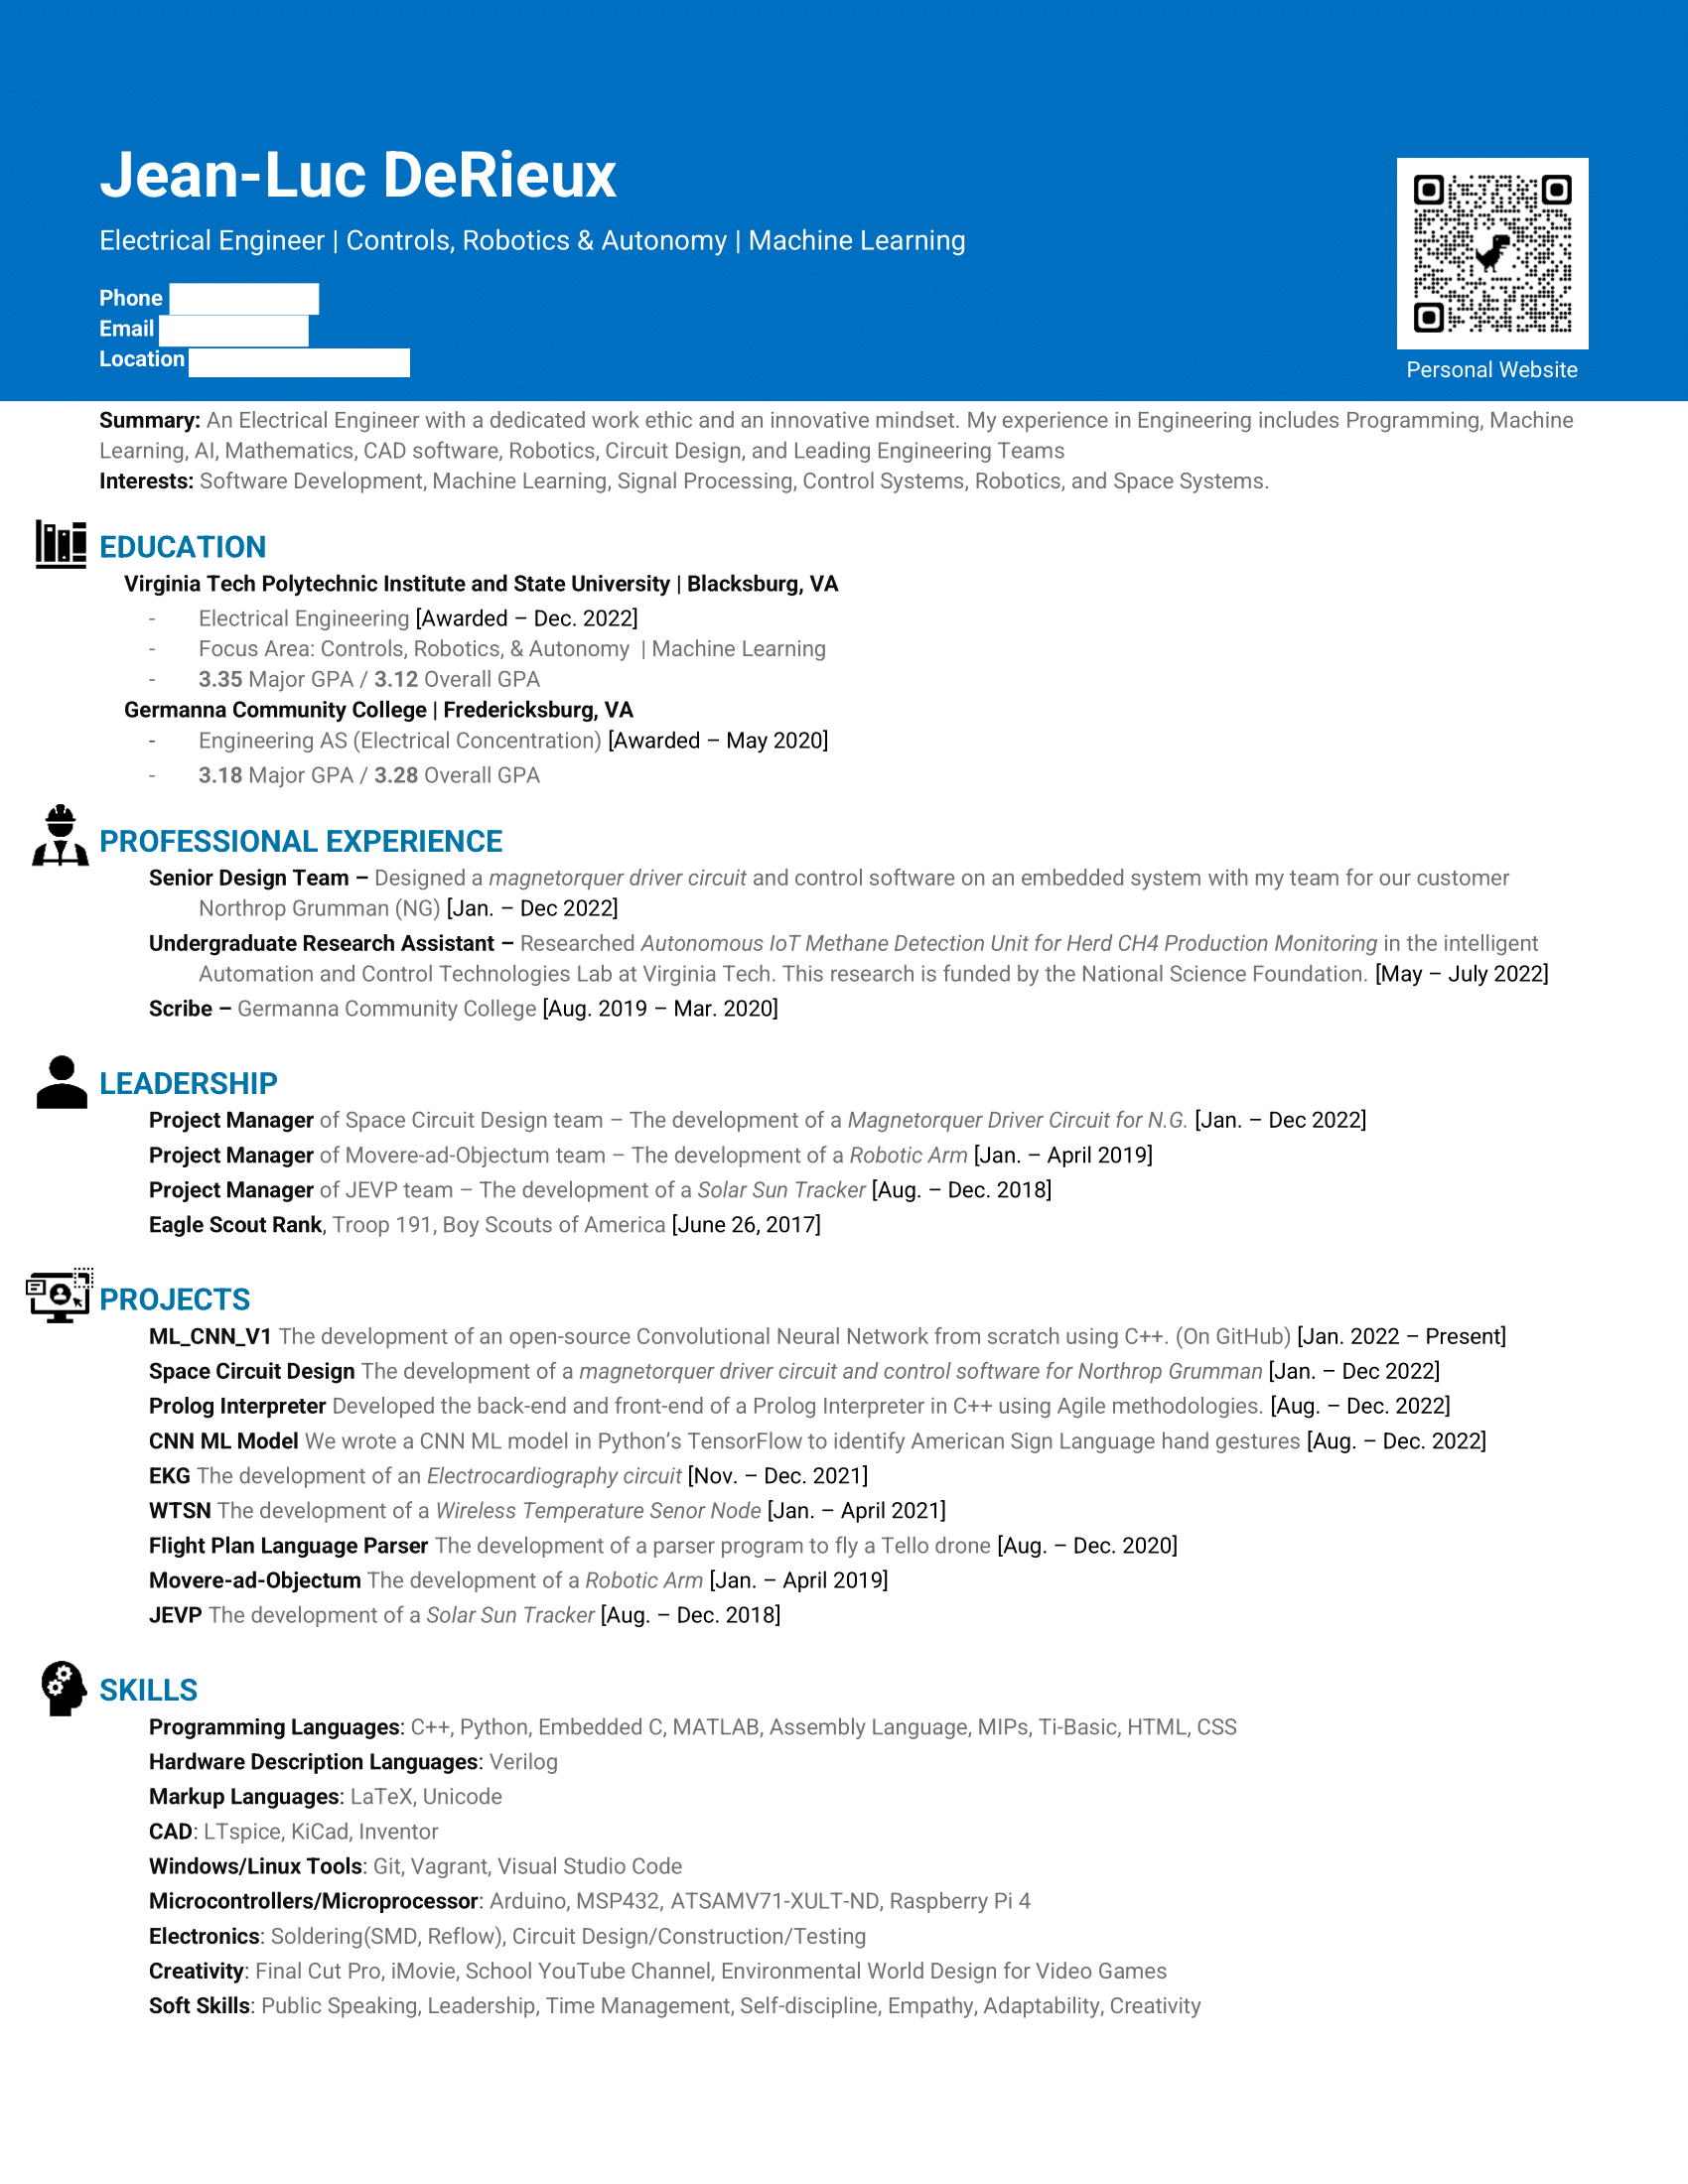 Jean-Luc DeRieux
Electrical Engineer | Controls, Robotics & Autonomy | Machine Learning
Phone
Email
Location
Personal Website
Summary: An Electrical Engineer with a dedicated work ethic and an innovative mindset. My experience in Engineering includes Programming, Machine
Learning, AI, Mathematics, CAD software, Robotics, Circuit Design, and Leading Engineering Teams
Interests: Software Development, Machine Learning, Signal Processing, Control Systems, Robotics, and Space Systems.
EDUCATION
Virginia Tech Polytechnic Institute and State University | Blacksburg, VA
- Electrical Engineering [Awarded – Dec. 2022]
- Focus Area: Controls, Robotics, & Autonomy | Machine Learning
- 3.35 Major GPA / 3.12 Overall GPA
Germanna Community College | Fredericksburg, VA
- Engineering AS (Electrical Concentration) [Awarded – May 2020]
- 3.18 Major GPA / 3.28 Overall GPA
PROFESSIONAL EXPERIENCE
Senior Design Team – Designed a magnetorquer driver circuit and control software on an embedded system with my team for our customer
Northrop Grumman (NG) [Jan. – Dec 2022]
Undergraduate Research Assistant – Researched Autonomous IoT Methane Detection Unit for Herd CH4 Production Monitoring in the intelligent
Automation and Control Technologies Lab at Virginia Tech. This research is funded by the National Science Foundation. [May – July 2022]
Scribe – Germanna Community College [Aug. 2019 – Mar. 2020]
LEADERSHIP
Project Manager of Space Circuit Design team – The development of a Magnetorquer Driver Circuit for N.G. [Jan. – Dec 2022]
Project Manager of Movere-ad-Objectum team – The development of a Robotic Arm [Jan. – April 2019]
Project Manager of JEVP team – The development of a Solar Sun Tracker [Aug. – Dec. 2018]
Eagle Scout Rank, Troop 191, Boy Scouts of America [June 26, 2017]
PROJECTS
ML_CNN_V1 The development of an open-source Convolutional Neural Network from scratch using C++. (On GitHub) [Jan. 2022 – Present]
Space Circuit Design The development of a magnetorquer driver circuit and control software for Northrop Grumman [Jan. – Dec 2022]
Prolog Interpreter Developed the back-end and front-end of a Prolog Interpreter in C++ using Agile methodologies. [Aug. – Dec. 2022]
CNN ML Model We wrote a CNN ML model in Python’s TensorFlow to identify American Sign Language hand gestures [Aug. – Dec. 2022]
EKG The development of an Electrocardiography circuit [Nov. – Dec. 2021]
WTSN The development of a Wireless Temperature Senor Node [Jan. – April 2021]
Flight Plan Language Parser The development of a parser program to fly a Tello drone [Aug. – Dec. 2020]
Movere-ad-Objectum The development of a Robotic Arm [Jan. – April 2019]
JEVP The development of a Solar Sun Tracker [Aug. – Dec. 2018]
SKILLS
Programming Languages: C++, Python, Embedded C, MATLAB, Assembly Language, MIPs, Ti-Basic, HTML, CSS
Hardware Description Languages: Verilog
Markup Languages: LaTeX, Unicode
CAD: LTspice, KiCad, Inventor
Windows/Linux Tools: Git, Vagrant, Visual Studio Code
Microcontrollers/Microprocessor: Arduino, MSP432, ATSAMV71-XULT-ND, Raspberry Pi 4
Electronics: Soldering(SMD, Reflow), Circuit Design/Construction/Testing
Creativity: Final Cut Pro, iMovie, School YouTube Channel, Environmental World Design for Video Games
Soft Skills: Public Speaking, Leadership, Time Management, Self-discipline, Empathy, Adaptability, Creativity